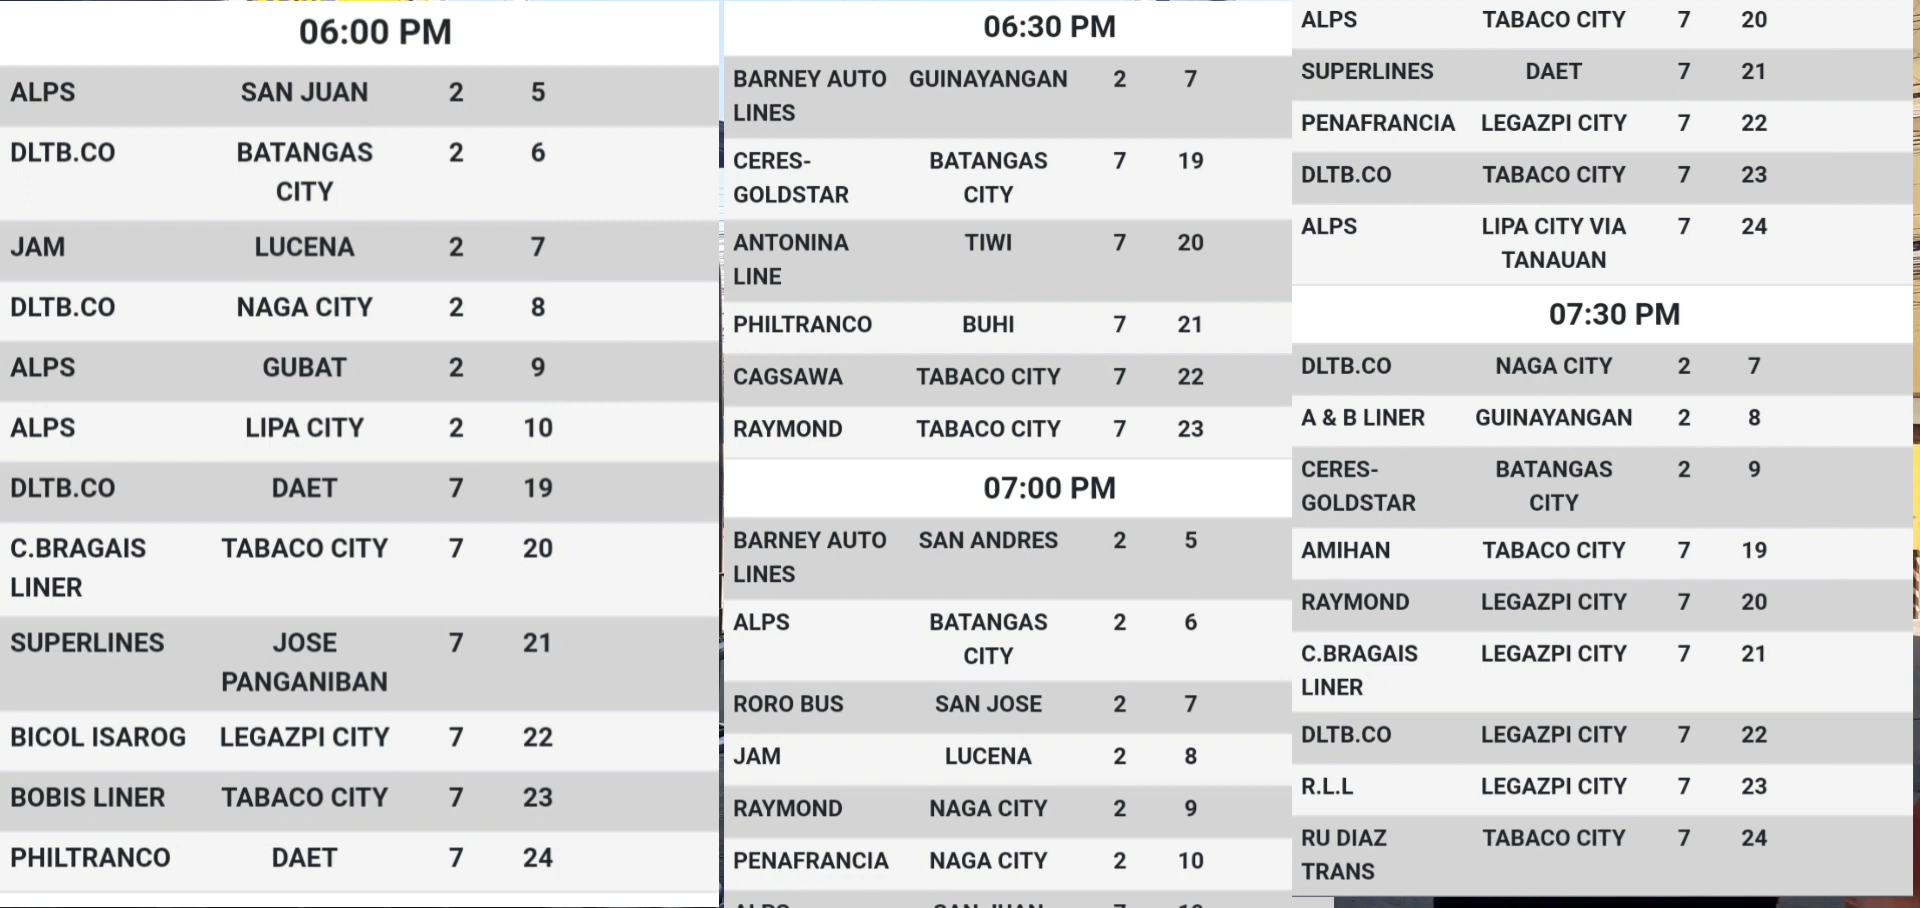 06:00 PM
ALPS SAN JUAN 2 5
DLTB.CO BATANGAS 2 6
CITY
JAM LUCENA 2 7
DLTB.CO NAGA CITY 2 8
ALPS GUBAT 2 9
ALPS LIPA CITY 2 10
DLTB.CO DAET 7 19
C.BRAGAIS TABACO CITY 7 20
LINER
SUPERLINES JOSE 7 21
PANGANIBAN
BICOL ISAROG LEGAZPI CITY 7 22
BOBIS LINER TABACO CITY 7 23
PHILTRANCO DAET 7 24
06:30 PM
BARNEY AUTO GUINAYANGAN 2 7
LINES
CERES- BATANGAS 7 19
GOLDSTAR CITY
ANTONINA TIWI 7 20
LINE
PHILTRANCO BUHI 7 21
CAGSAWA TABACO CITY 7 22
RAYMOND TABACO CITY 7 23
07:00 PM
BARNEY AUTO SAN ANDRES 2 5
LINES
ALPS BATANGAS 2 6
CITY
RORO BUS SAN JOSE 2 7
JAM LUCENA 2 8
RAYMOND NAGA CITY 2 9
PENAFRANCIA NAGA CITY 2 10
ALPS SAN JUAN 7 19
ALPS TABACO CITY 7 20
SUPERLINES DAET 7 21
PENAFRANCIA LEGAZPI CITY 7 22
DLTB.CO TABACO CITY 7 23
ALPS LIPA CITY VIA 7 24
TANAUAN
07:30 PM
DLTB.CO NAGA CITY 2 7
A & B LINER GUINAYANGAN 2 8
CERES- BATANGAS 2 9
GOLDSTAR CITY
AMIHAN TABACO CITY 7 19
RAYMOND LEGAZPI CITY 7 20
C.BRAGAIS LEGAZPI CITY 7 21
LINER
DLTB.CO LEGAZPI CITY 7 22
R.L.L LEGAZPI CITY 7 23
RU DIAZ TABACO CITY 7 24
TRANS